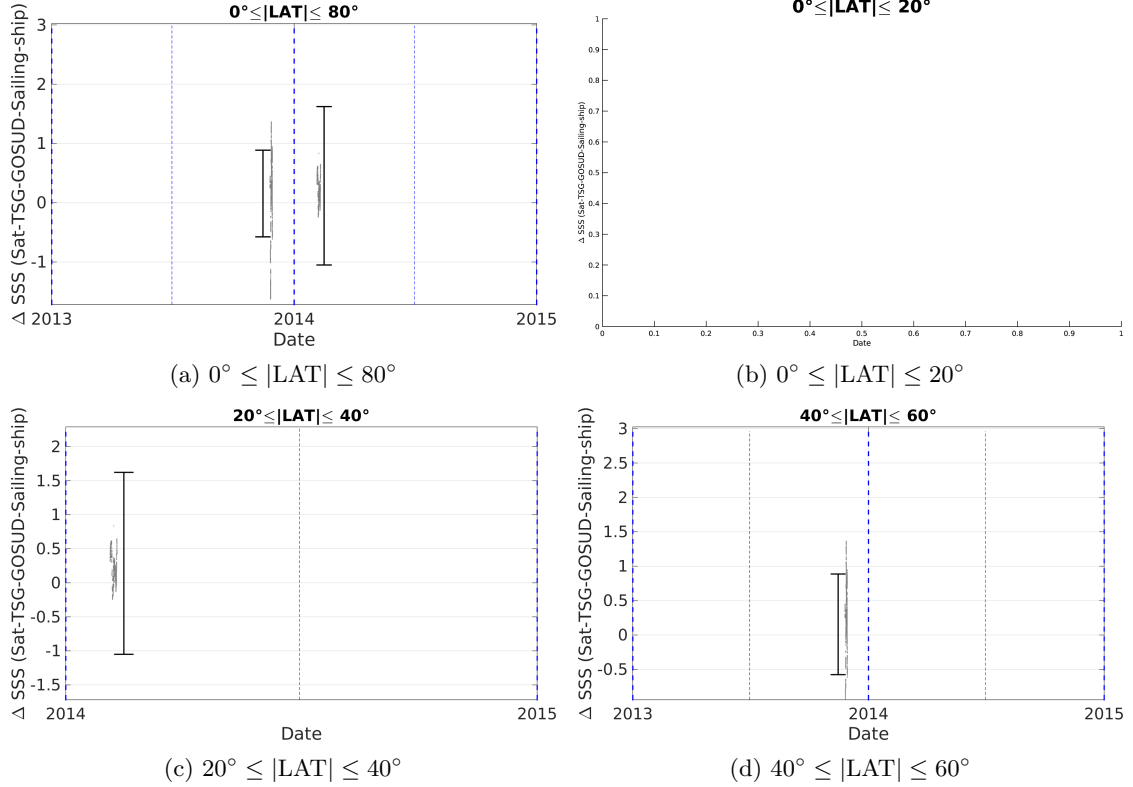 0°≤|LAT|≤ 80°
Δ SSS (Sat-TSG-GOSUD-Sailing-ship)
3
2
1
0
-1
2013 2014 2015
Date
(a) 0° ≤ |LAT| ≤ 80°
0°≤|LAT|≤ 20°
Δ SSS (Sat-TSG-GOSUD-Sailing-ship)
1
0.9
0.8
0.7
0.6
0.5
0.4
0.3
0.2
0.1
0
0 0.1 0.2 0.3 0.4 0.5 0.6 0.7 0.8 0.9 1
Date
(b) 0° ≤ |LAT| ≤ 20°
20°≤|LAT|≤ 40°
Δ SSS (Sat-TSG-GOSUD-Sailing-ship)
2
1.5
1
0.5
0
-0.5
-1
-1.5
2014 2015
Date
(c) 20° ≤ |LAT| ≤ 40°
40°≤|LAT|≤ 60°
Δ SSS (Sat-TSG-GOSUD-Sailing-ship)
3
2.5
2
1.5
1
0.5
0
-0.5
2013 2014 2015
Date
(d) 40° ≤ |LAT| ≤ 60°